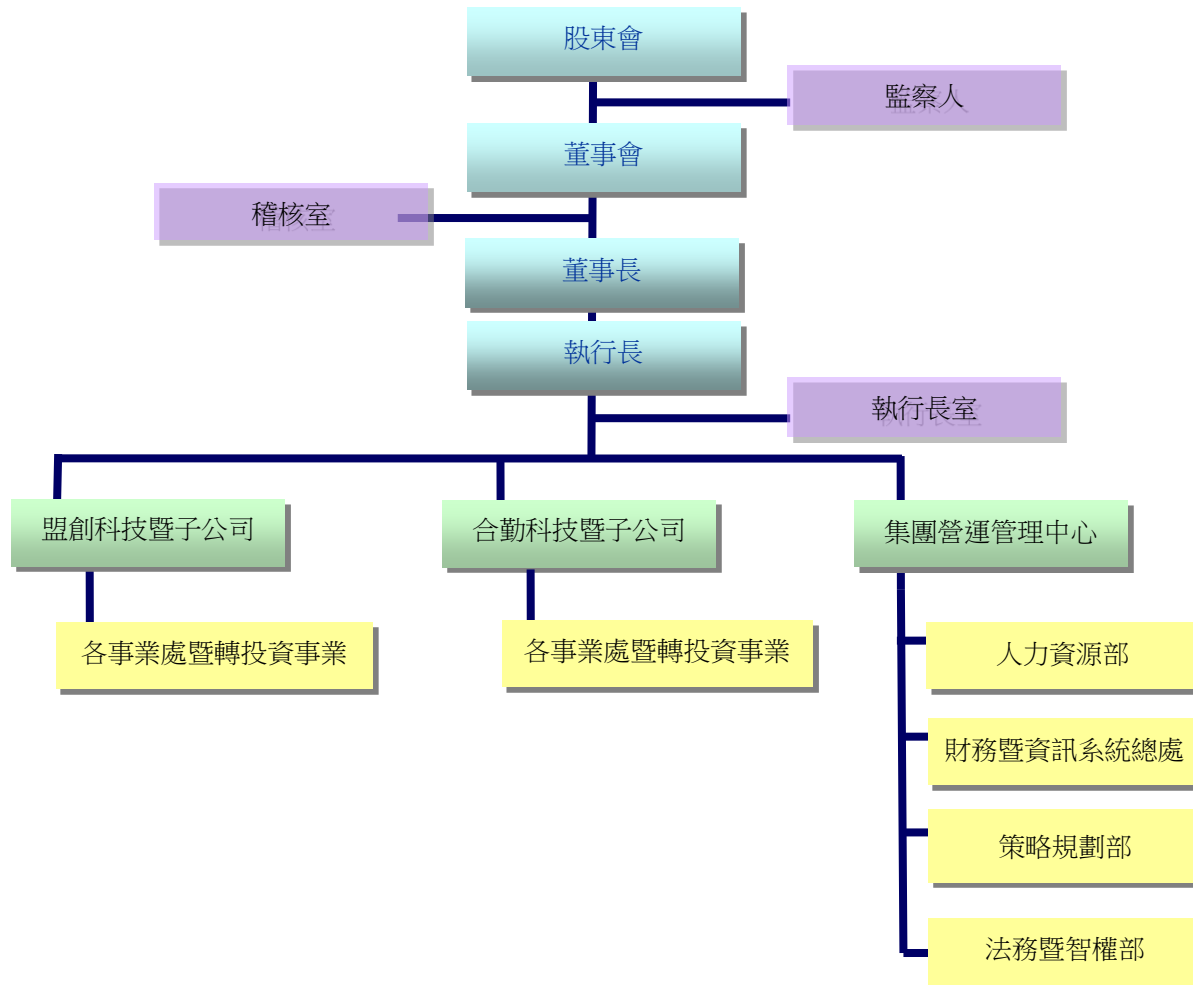 股東會
監察人
董事會
稽核室
董事長
執行長
執行長室
盟創科技暨子公司
合勤科技暨子公司
集團營運管理中心
各事業處暨轉投資事業
各事業處暨轉投資事業
人力資源部
財務暨資訊系統總處
策略規劃部
法務暨智權部